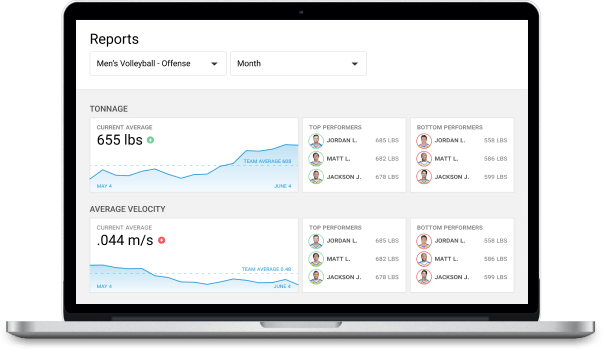 Reports
Men's Volleyball - Offense
Month
TONNAGE
CURRENT AVERAGE
655 lbs
TEAM AVERAGE 608
MAY 4
JUNE 4
TOP PERFORMERS
JORDAN L. 685 LBS
MATT L. 682 LBS
JACKSON J. 678 LBS
BOTTOM PERFORMERS
JORDAN L. 558 LBS
MATT L. 586 LBS
JACKSON J. 599 LBS
AVERAGE VELOCITY
CURRENT AVERAGE
.044 m/s
TEAM AVERAGE 0.48
MAY 4
JUNE 4
TOP PERFORMERS
JORDAN L. 685 LBS
MATT L. 682 LBS
JACKSON J. 678 LBS
BOTTOM PERFORMERS
JORDAN L. 558 LBS
MATT L. 586 LBS
JACKSON J. 599 LBS